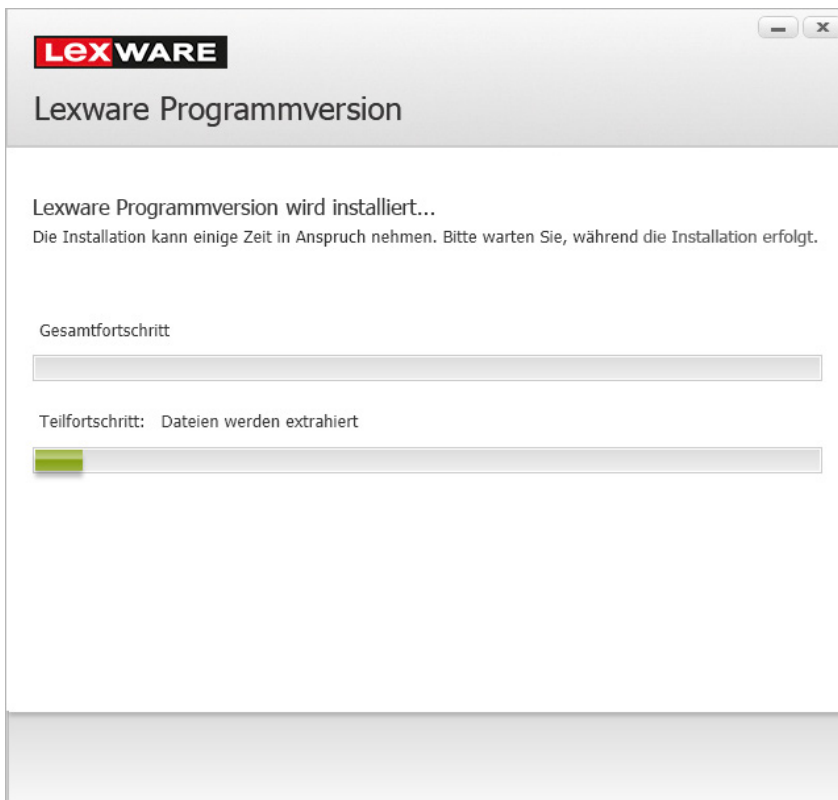 LEXWARE
Lexware Programmversion
Lexware Programmversion wird installiert...
Die Installation kann einige Zeit in Anspruch nehmen. Bitte warten Sie, während die Installation erfolgt.
Gesamtfortschritt
Teilfortschritt: Dateien werden extrahiert